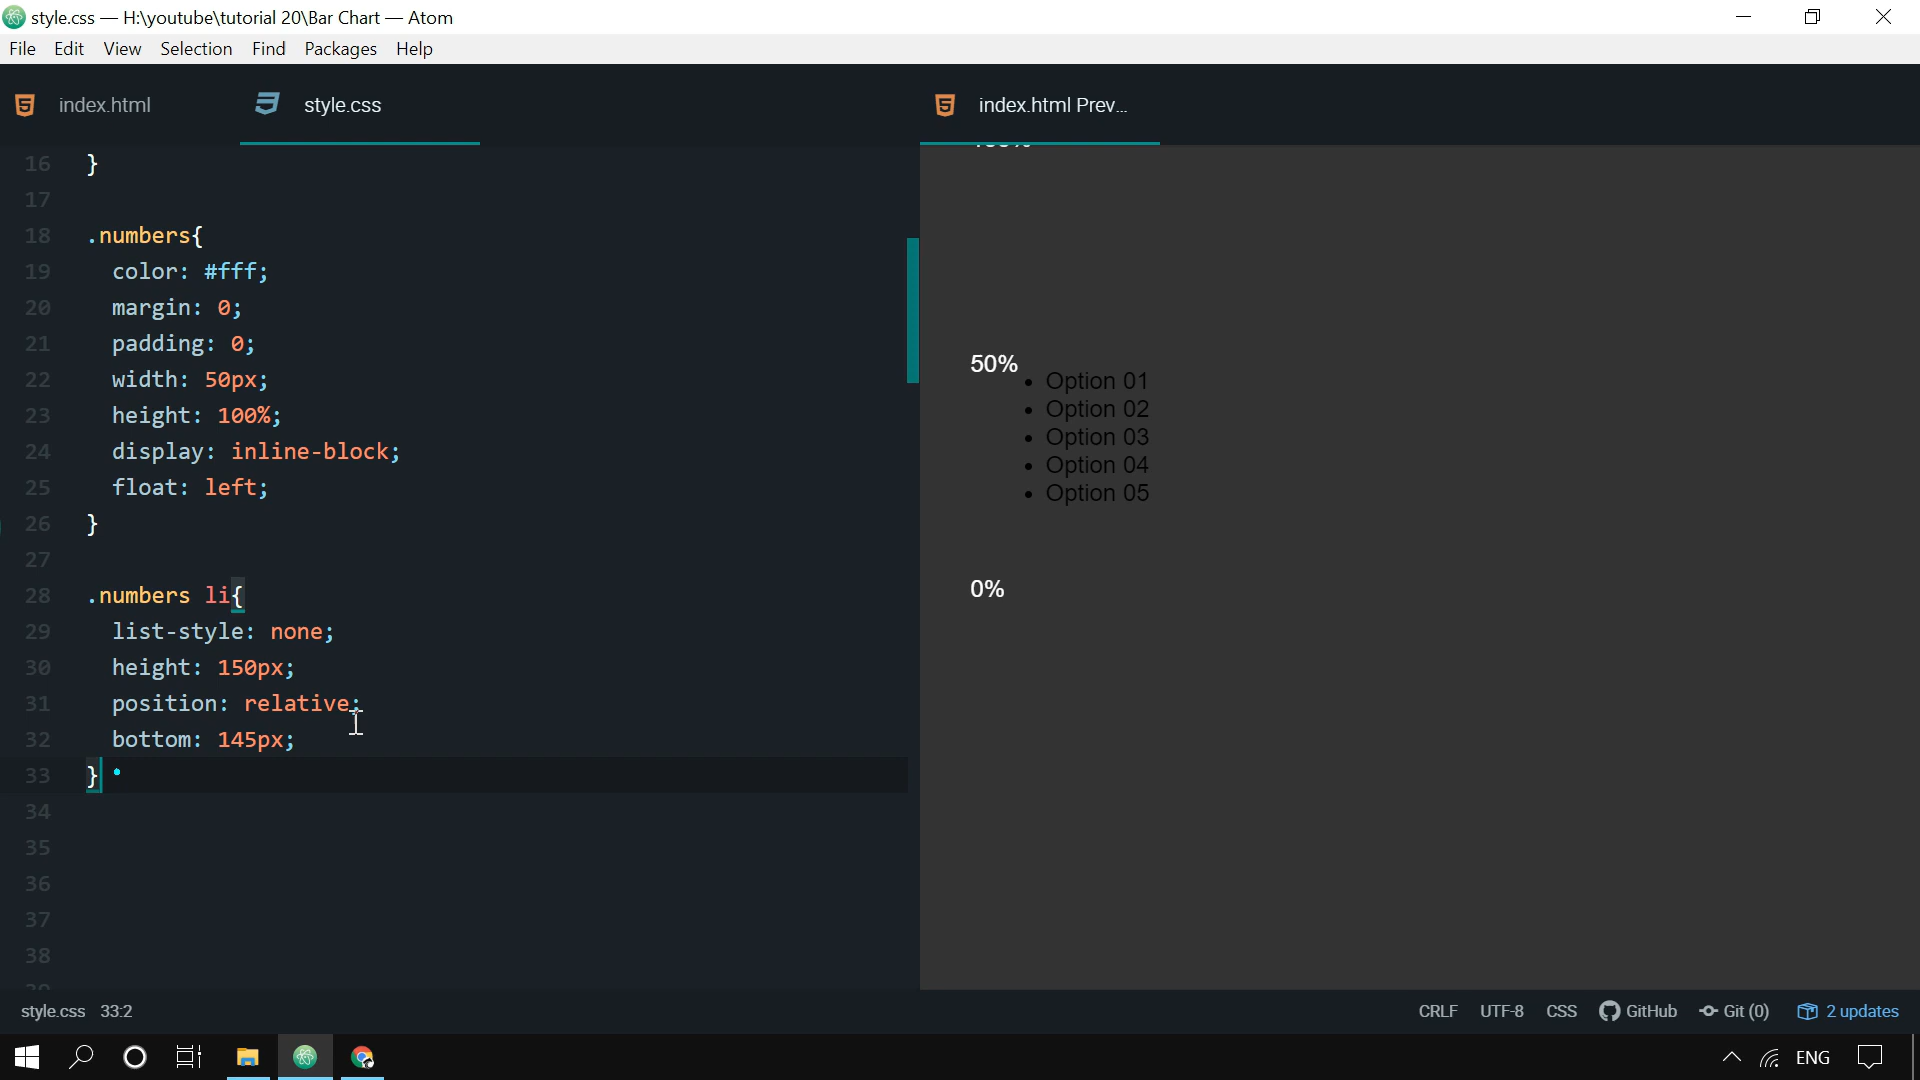 style.css — H:\youtube\tutorial 20\Bar Chart — Atom
File Edit View Selection Find Packages Help
index.html
style.css
index.html Prev...
16 }
17
18 .numbers{
19 color: #fff;
20 margin: 0;
21 padding: 0;
22 width: 50px;
23 height: 100%;
24 display: inline-block;
25 float: left;
26 }
27
28 .numbers li{
29 list-style: none;
30 height: 150px;
31 position: relative;
32 bottom: 145px;
33 }
34
35
36
37
38
50%
• Option 01
• Option 02
• Option 03
• Option 04
• Option 05
0%
style.css 33:2
CRLF UTF-8 CSS GitHub Git (0) 2 updates
ENG